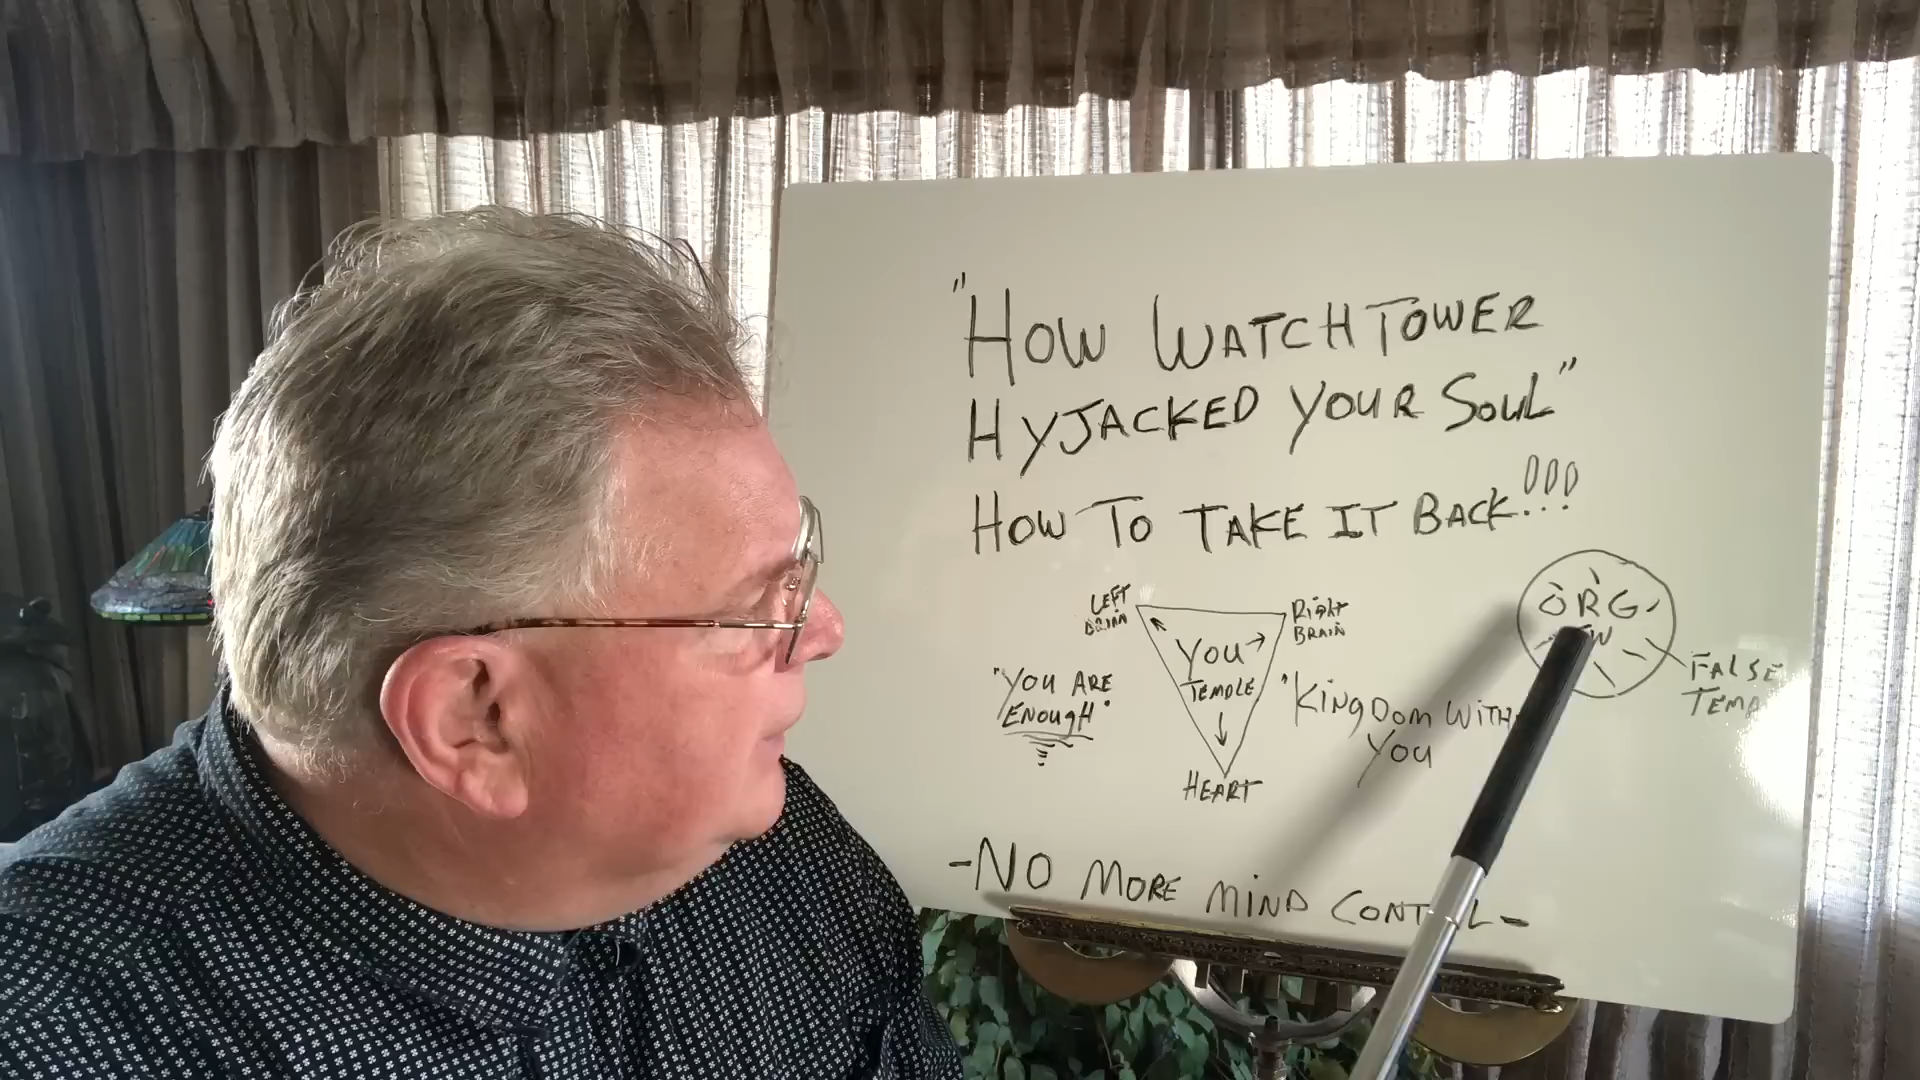 "HOW WATCHTOWER
HYJACKED YOUR SOUL"
HOW TO TAKE IT BACK!!!
LEFT
BRAIN
Right
BRAIN
YOU
TEMPLE
HEART
"YOU ARE
ENOUgH"
"KiNgDOM WITH
YOU
ORG
FALSE
-NO MORE MIND